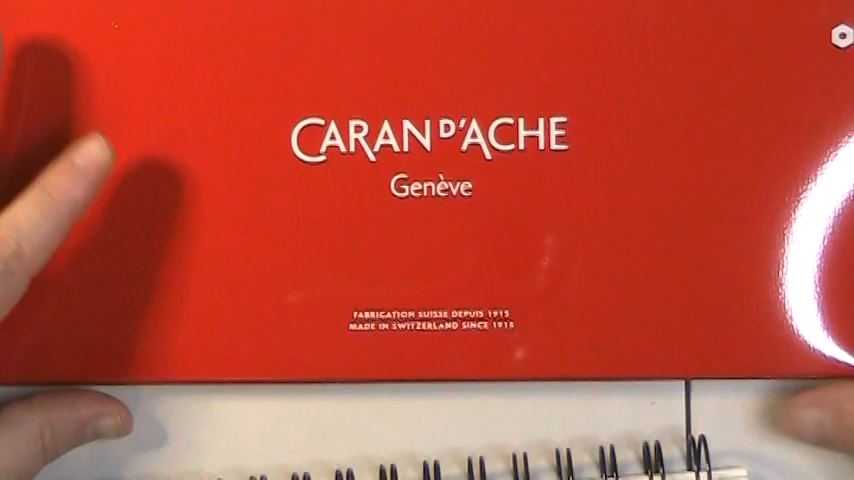 CARAN D'ACHE
Genève
FABRICATION SUISSE DEPUIS 1915
MADE IN SWITZERLAND SINCE 1915